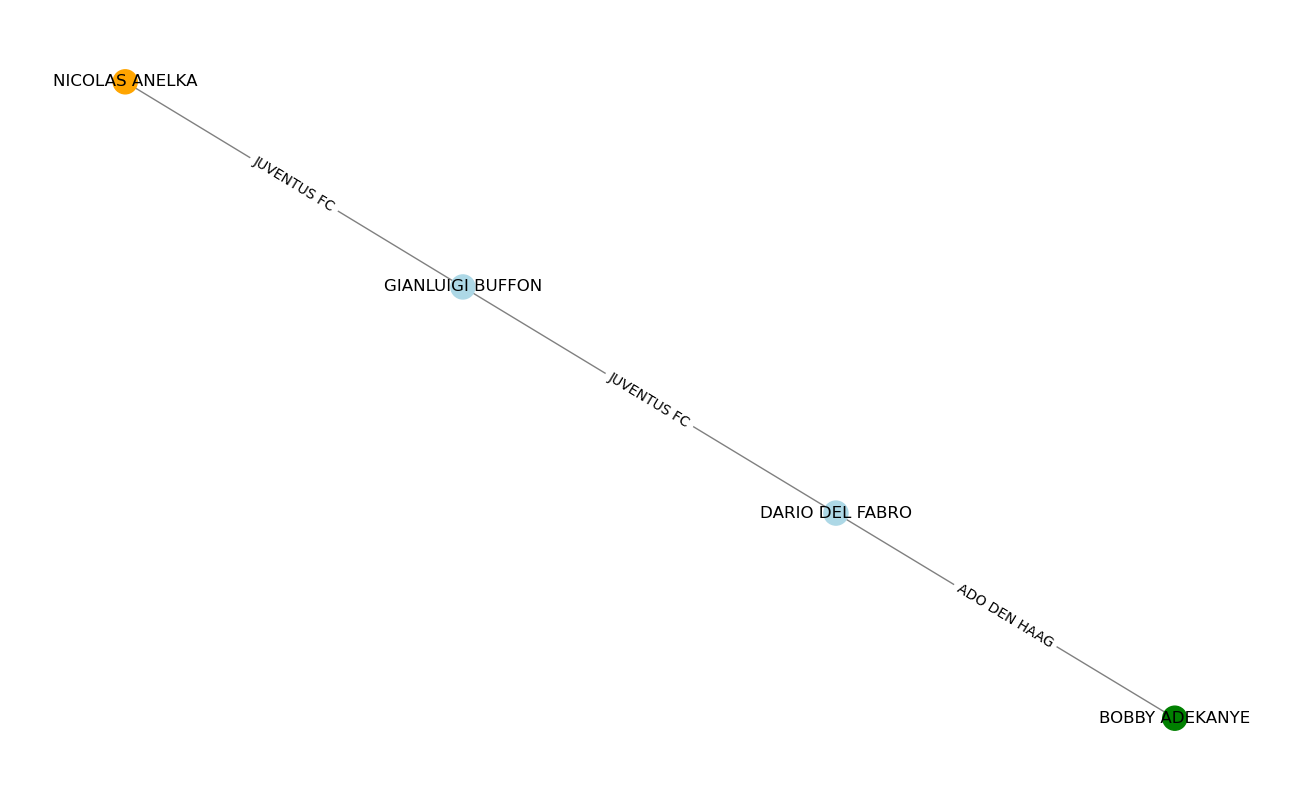 NICOLAS ANELKA
JUVENTUS FC
GIANLUIGI BUFFON
JUVENTUS FC
DARIO DEL FABRO
ADO DEN HAAG
BOBBY ADEKANYE